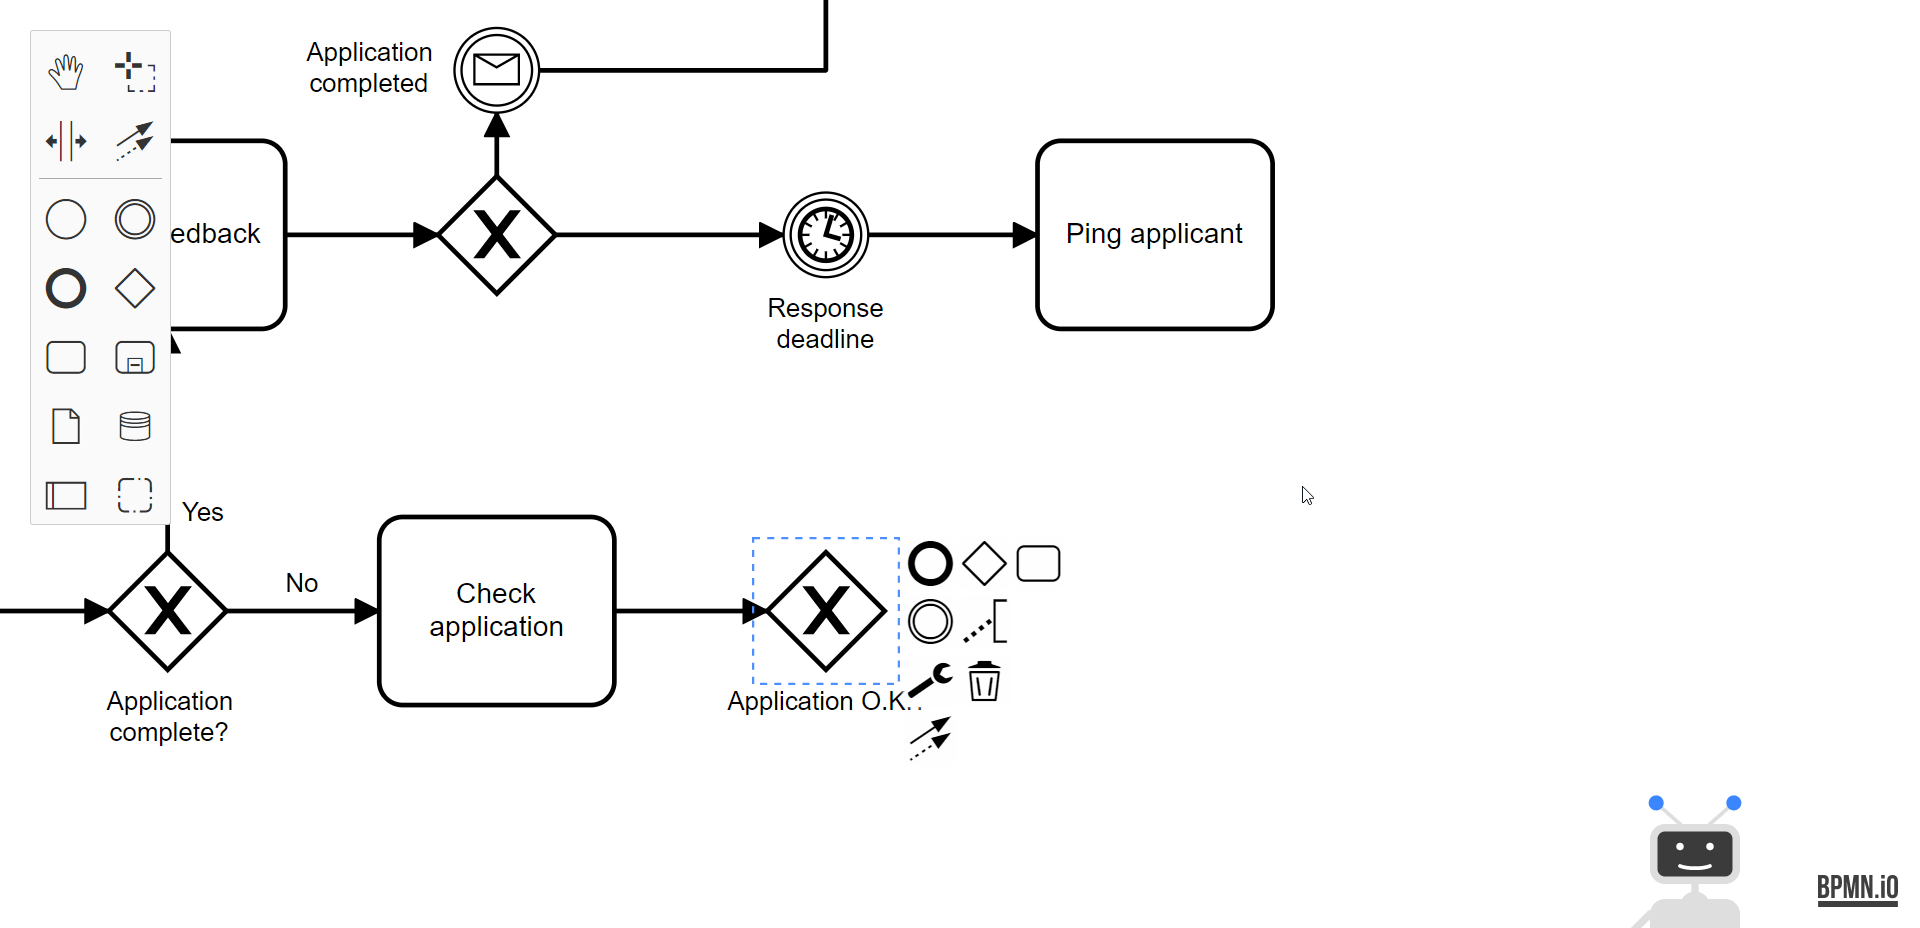 Application
completed
edback
Ping applicant
Response
deadline
Yes
No
Check
application
Application
complete?
Application O.K.
BPMN.iO